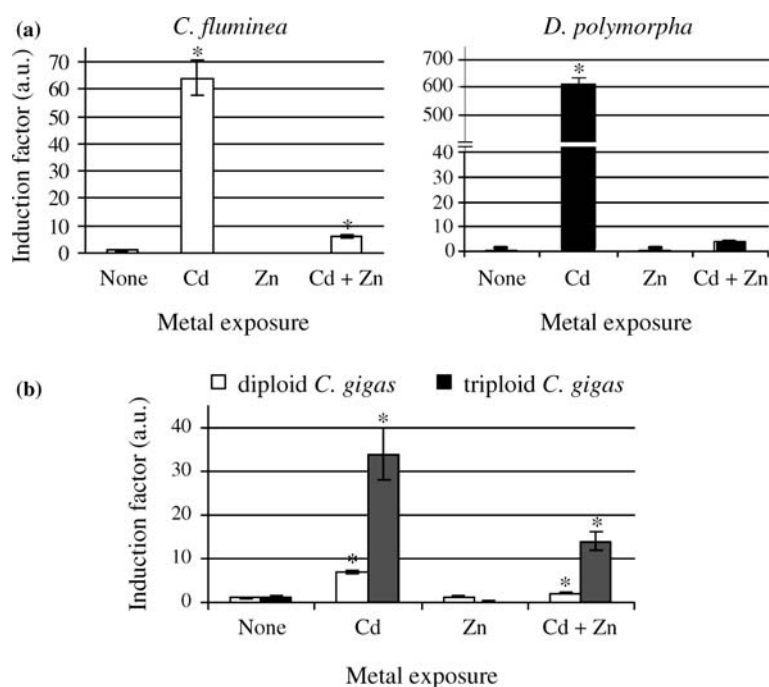 (a)
C. fluminea
D. polymorpha
Induction factor (a.u.)
70
60
50
40
30
20
10
0
*
*
None Cd Zn Cd + Zn
Metal exposure
700
600
500
40
30
20
10
0
*
None Cd Zn Cd + Zn
Metal exposure
(b)
diploid C. gigas triploid C. gigas
Induction factor (a.u.)
40
30
20
10
0
*
*
*
*
None Cd Zn Cd + Zn
Metal exposure